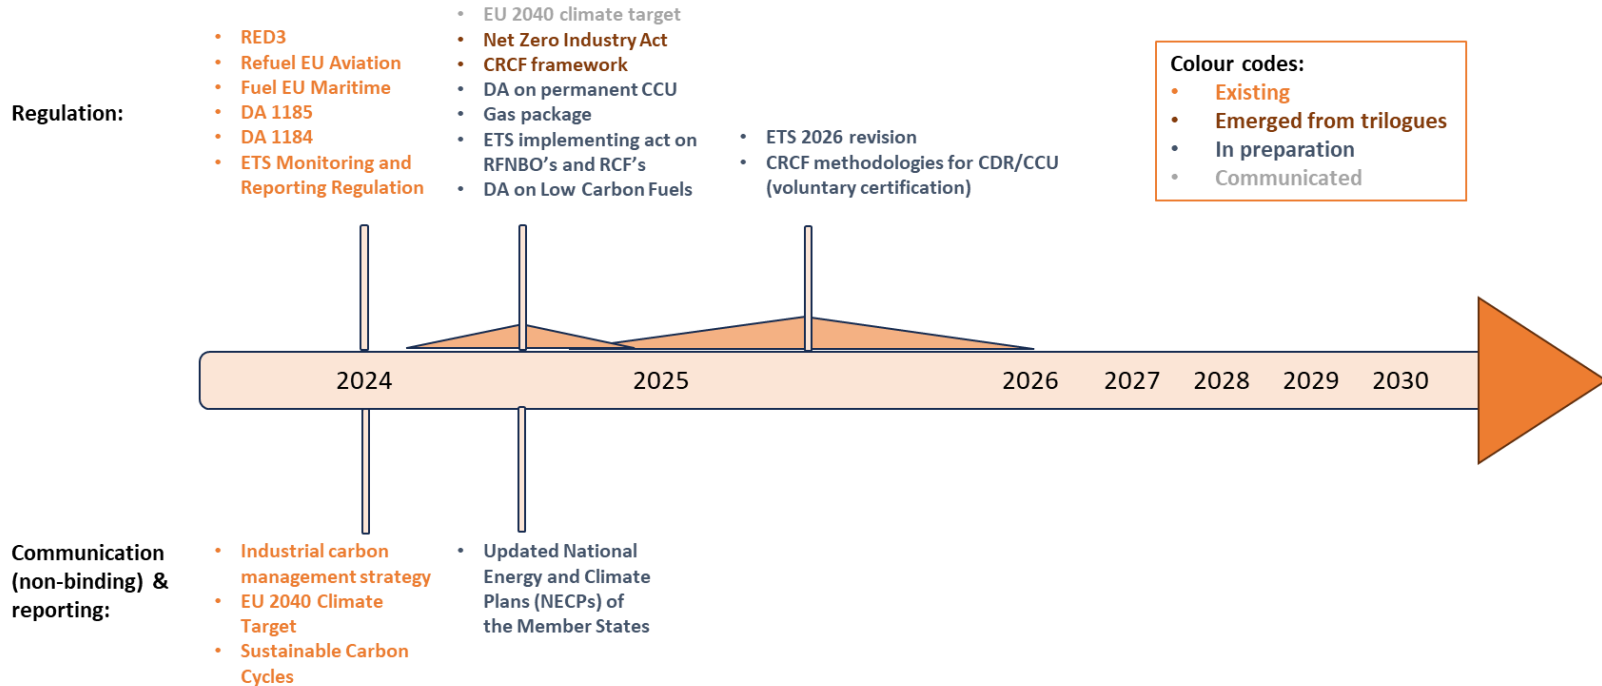 Regulation:
• RED3
• Refuel EU Aviation
• Fuel EU Maritime
• DA 1185
• DA 1184
• ETS Monitoring and
Reporting Regulation
• EU 2040 climate target
• Net Zero Industry Act
• CRCF framework
• DA on permanent CCU
• Gas package
• ETS implementing act on
RFNBO's and RCF's
• DA on Low Carbon Fuels
• ETS 2026 revision
• CRCF methodologies for CDR/CCU
(voluntary certification)
Colour codes:
• Existing
• Emerged from trilogues
• In preparation
• Communicated
2024
2025
2026
2027
2028
2029
2030
Communication
(non-binding) &
reporting:
• Industrial carbon
management strategy
• EU 2040 Climate
Target
• Sustainable Carbon
Cycles
• Updated National
Energy and Climate
Plans (NECPs) of
the Member States